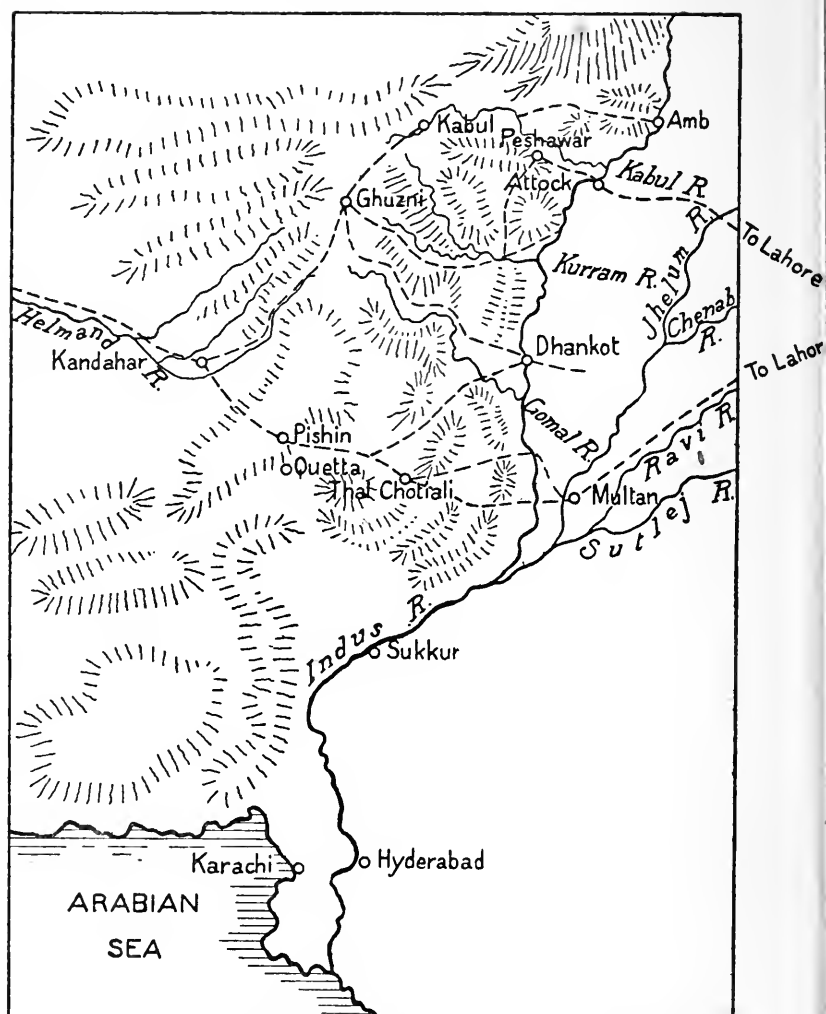 Kabul
Amb
Peshawar
Attock
Kabul R.
Ghuzni
To Lahore
Kurram R.
Jhelum R.
Chenab R.
Helmand R.
Kandahar
Dhankot
To Lahor
Gomal R.
Ravi R.
Pishin
Quetta
Thal Chotiali
Multan
Sutlej R.
Indus R.
Sukkur
Karachi
Hyderabad
ARABIAN
SEA